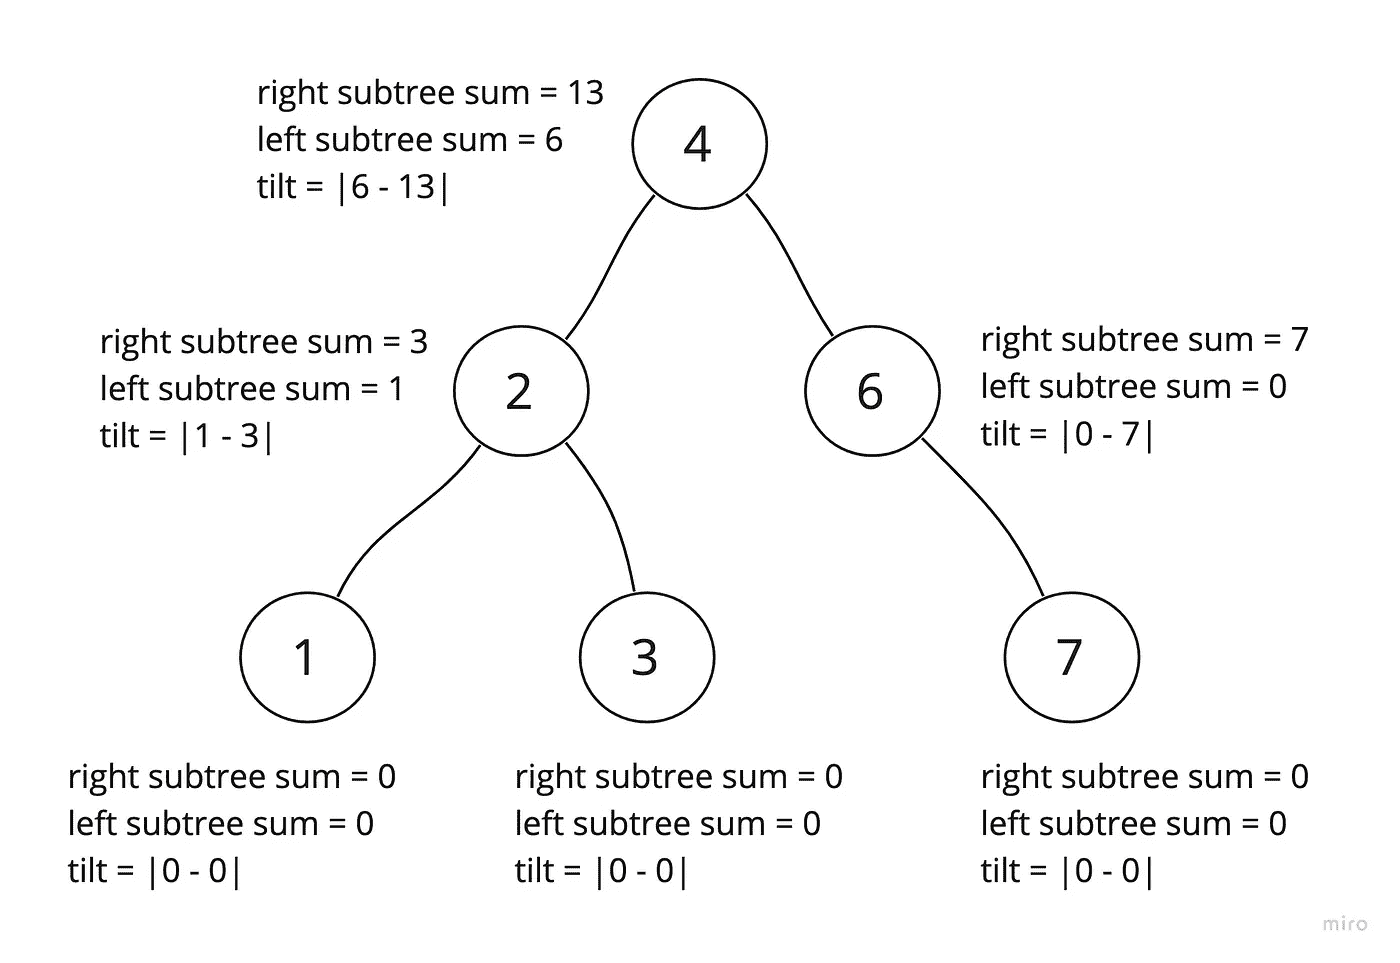 right subtree sum = 13
left subtree sum = 6
tilt = |6 - 13|
4
right subtree sum = 3
left subtree sum = 1
tilt = |1 - 3|
2
6
right subtree sum = 7
left subtree sum = 0
tilt = |0 - 7|
1
3
7
right subtree sum = 0
left subtree sum = 0
tilt = |0 - 0|
right subtree sum = 0
left subtree sum = 0
tilt = |0 - 0|
right subtree sum = 0
left subtree sum = 0
tilt = |0 - 0|
miro